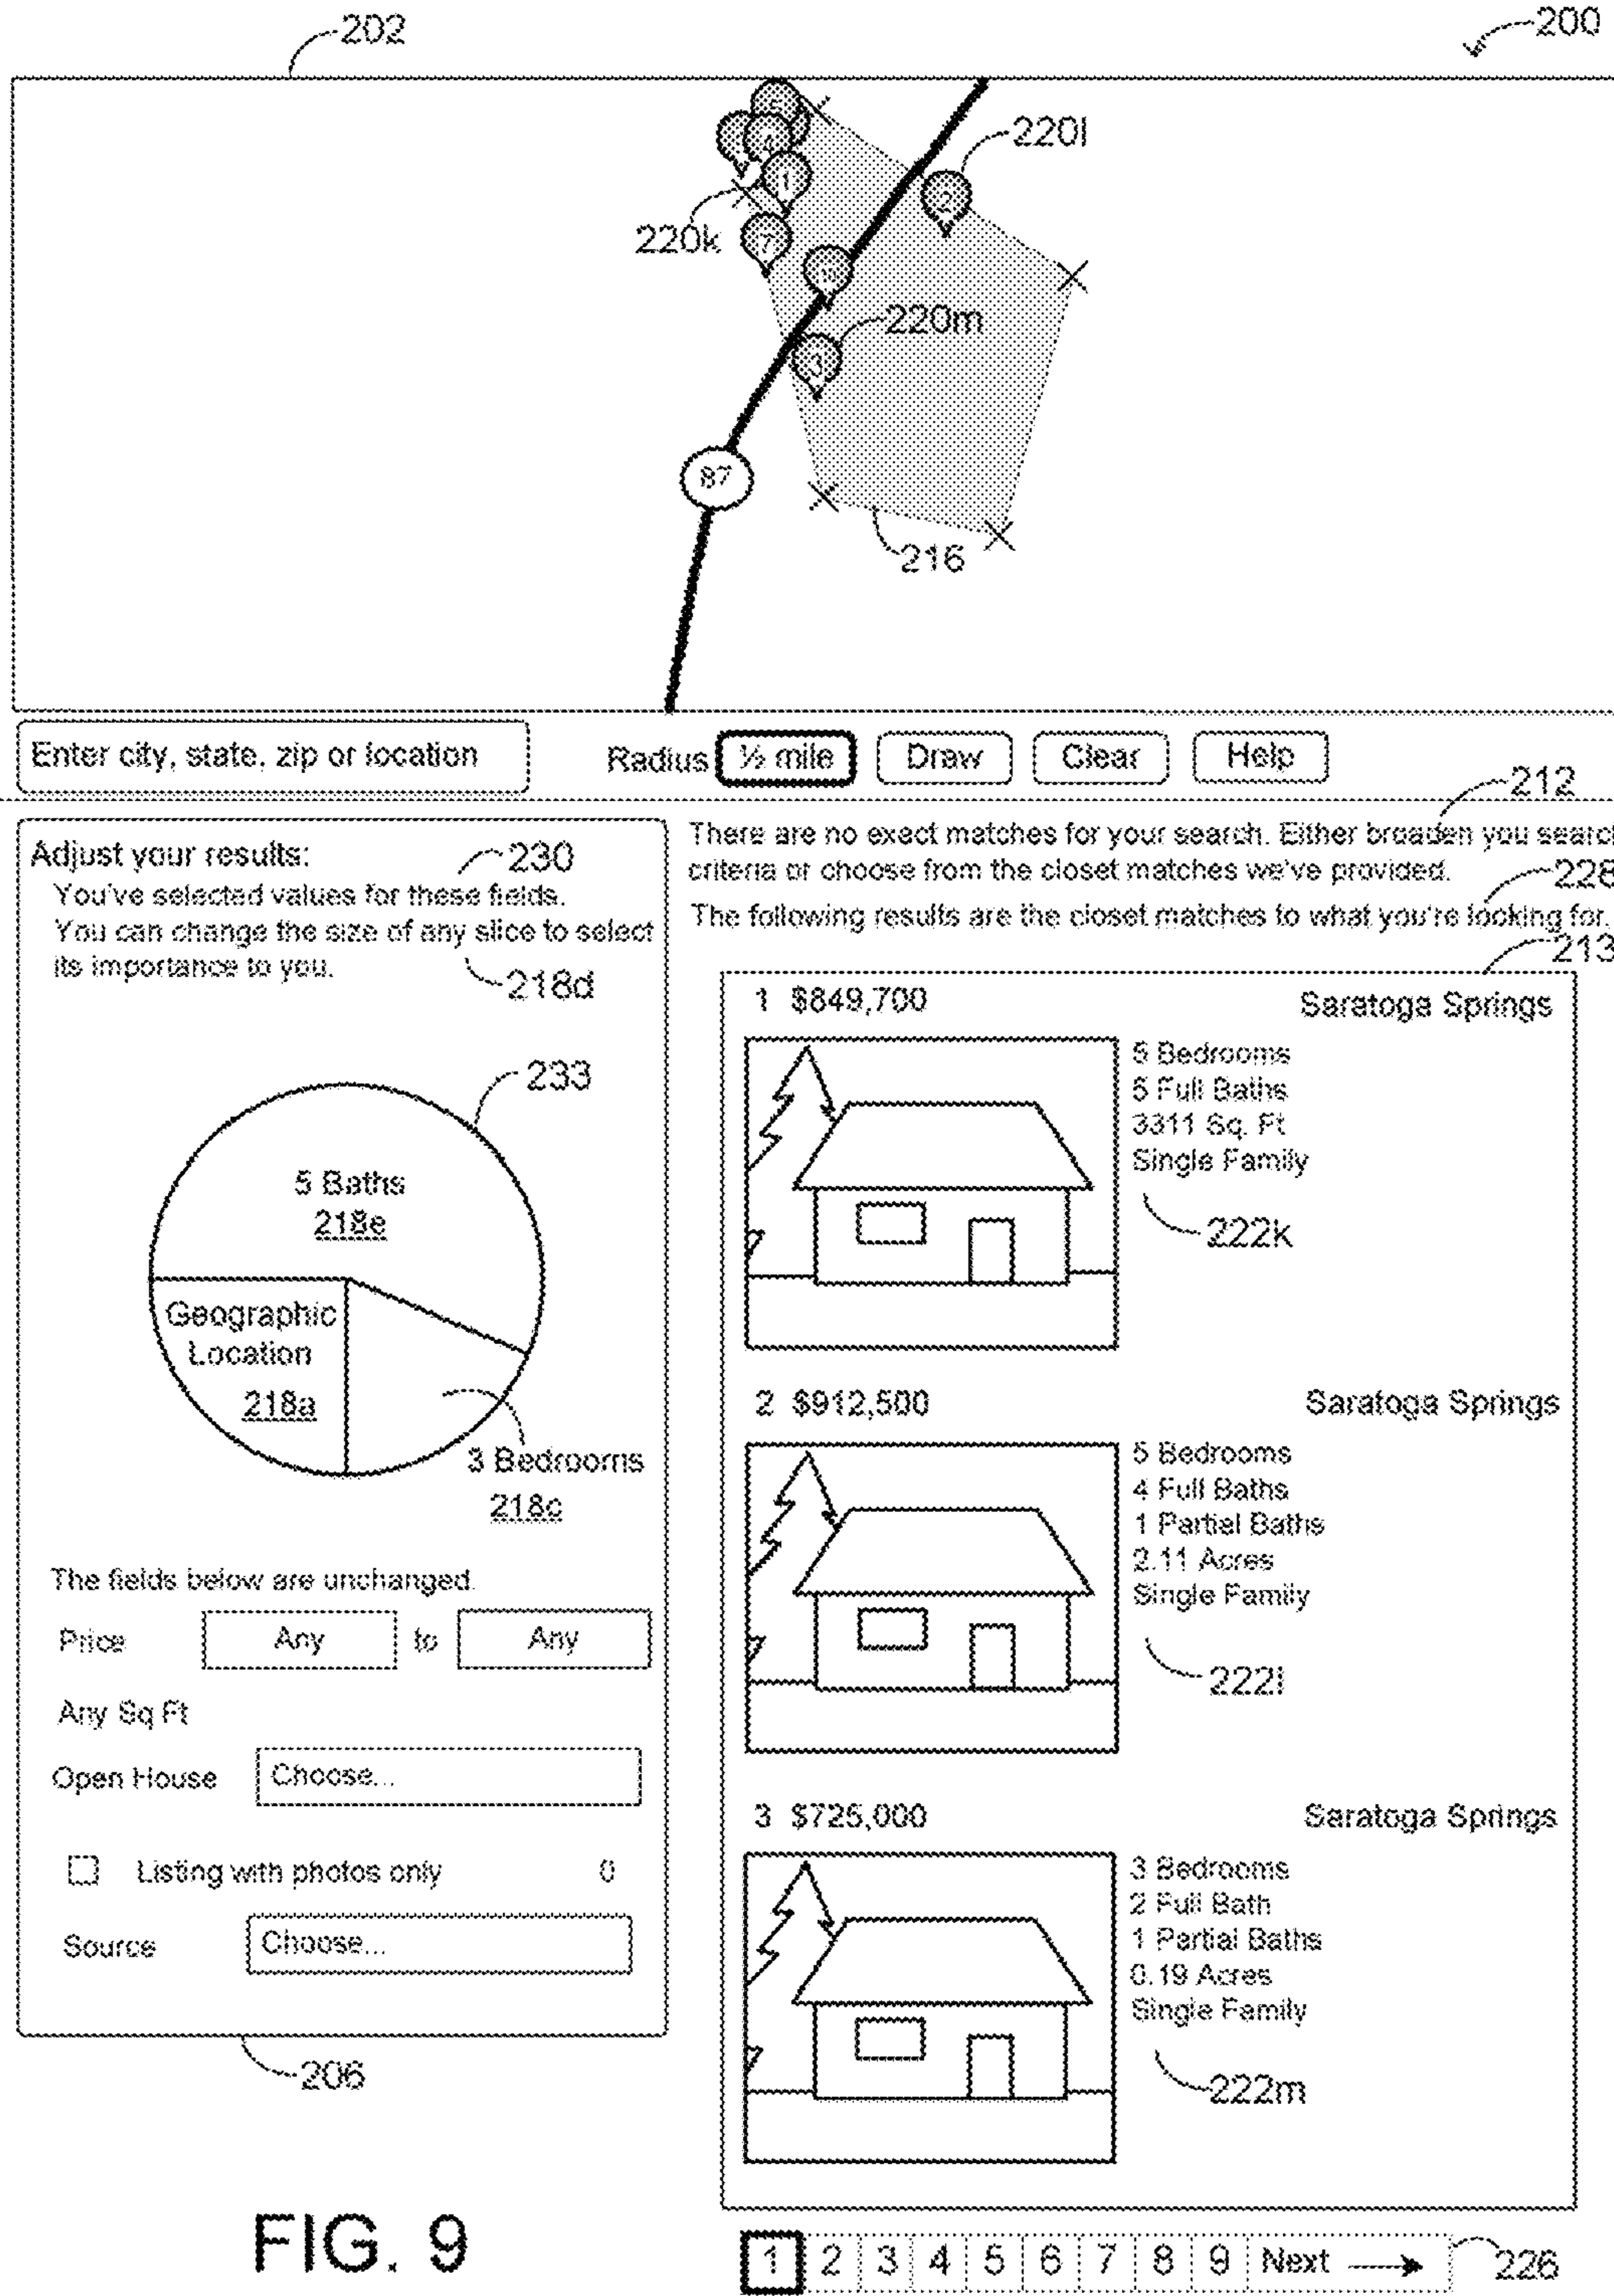 202
200
220l
2
1
220k
7
220m
3
87
216
Enter city, state, zip or location
Radius ½ mile Draw Clear Help
212
There are no exact matches for your search. Either broaden you search
criteria or choose from the closet matches we've provided.
228
The following results are the closet matches to what you're looking for.
213
Adjust your results:
230
You've selected values for these fields.
You can change the size of any slice to select
its importance to you.
218d
233
5 Baths
218e
Geographic
Location
218a
3 Bedrooms
218c
The fields below are unchanged.
Price Any to Any
Any Sq Ft
Open House Choose...
Listing with photos only 0
Source Choose...
206
1 $849,700 Saratoga Springs
5 Bedrooms
5 Full Baths
3311 Sq. Ft
Single Family
222k
2 $912,500 Saratoga Springs
5 Bedrooms
4 Full Baths
1 Partial Baths
2.11 Acres
Single Family
222l
3 $725,000 Saratoga Springs
3 Bedrooms
2 Full Bath
1 Partial Baths
0.19 Acres
Single Family
222m
FIG. 9
1 2 3 4 5 6 7 8 9 Next
226